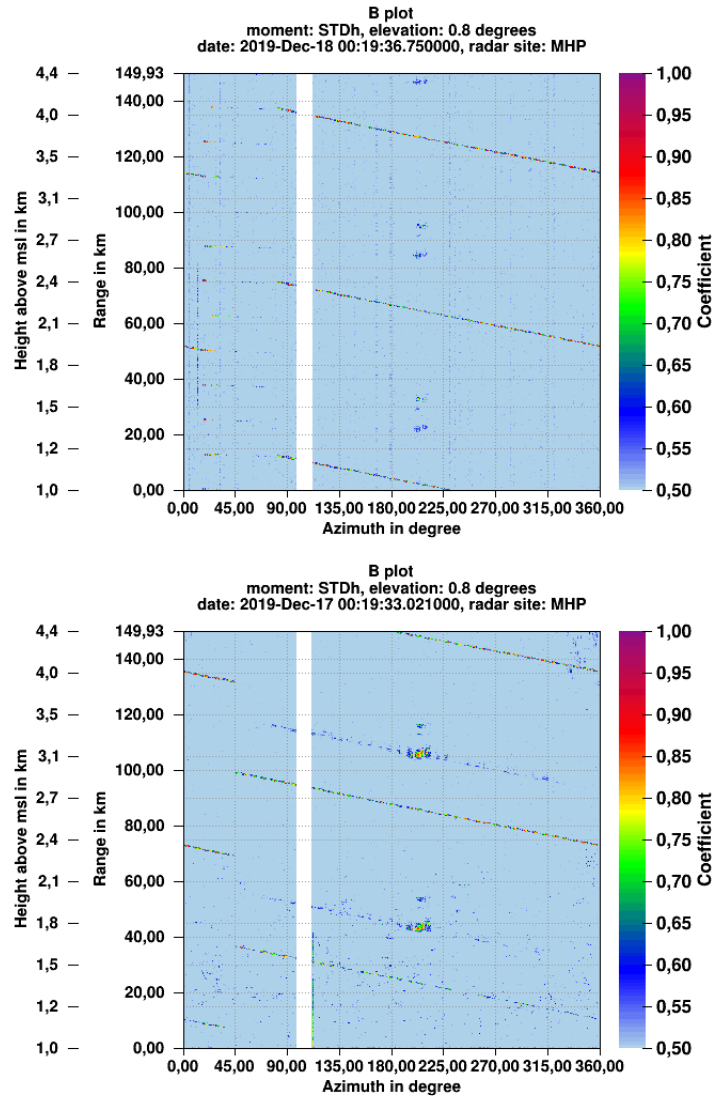 B plot
moment: STDh, elevation: 0.8 degrees
date: 2019-Dec-18 00:19:36.750000, radar site: MHP
4,4 149,93 1,00
140,00
4,0 0,95
3,5 120,00 0,90
3,1 100,00 0,85
2,7 0,80
80,00
2,4 0,75
2,1 60,00 0,70
1,8 40,00 0,65
1,5 0,60
20,00
1,2 0,55
1,0 0,00 0,50
Height above msl in km
Range in km
Coefficient
0,00 45,00 90,00 135,00 180,00 225,00 270,00 315,00 360,00
Azimuth in degree
B plot
moment: STDh, elevation: 0.8 degrees
date: 2019-Dec-17 00:19:33.021000, radar site: MHP
4,4 149,93 1,00
140,00
4,0 0,95
3,5 120,00 0,90
3,1 100,00 0,85
2,7 0,80
80,00
2,4 0,75
2,1 60,00 0,70
1,8 40,00 0,65
1,5 0,60
20,00
1,2 0,55
1,0 0,00 0,50
Height above msl in km
Range in km
Coefficient
0,00 45,00 90,00 135,00 180,00 225,00 270,00 315,00 360,00
Azimuth in degree